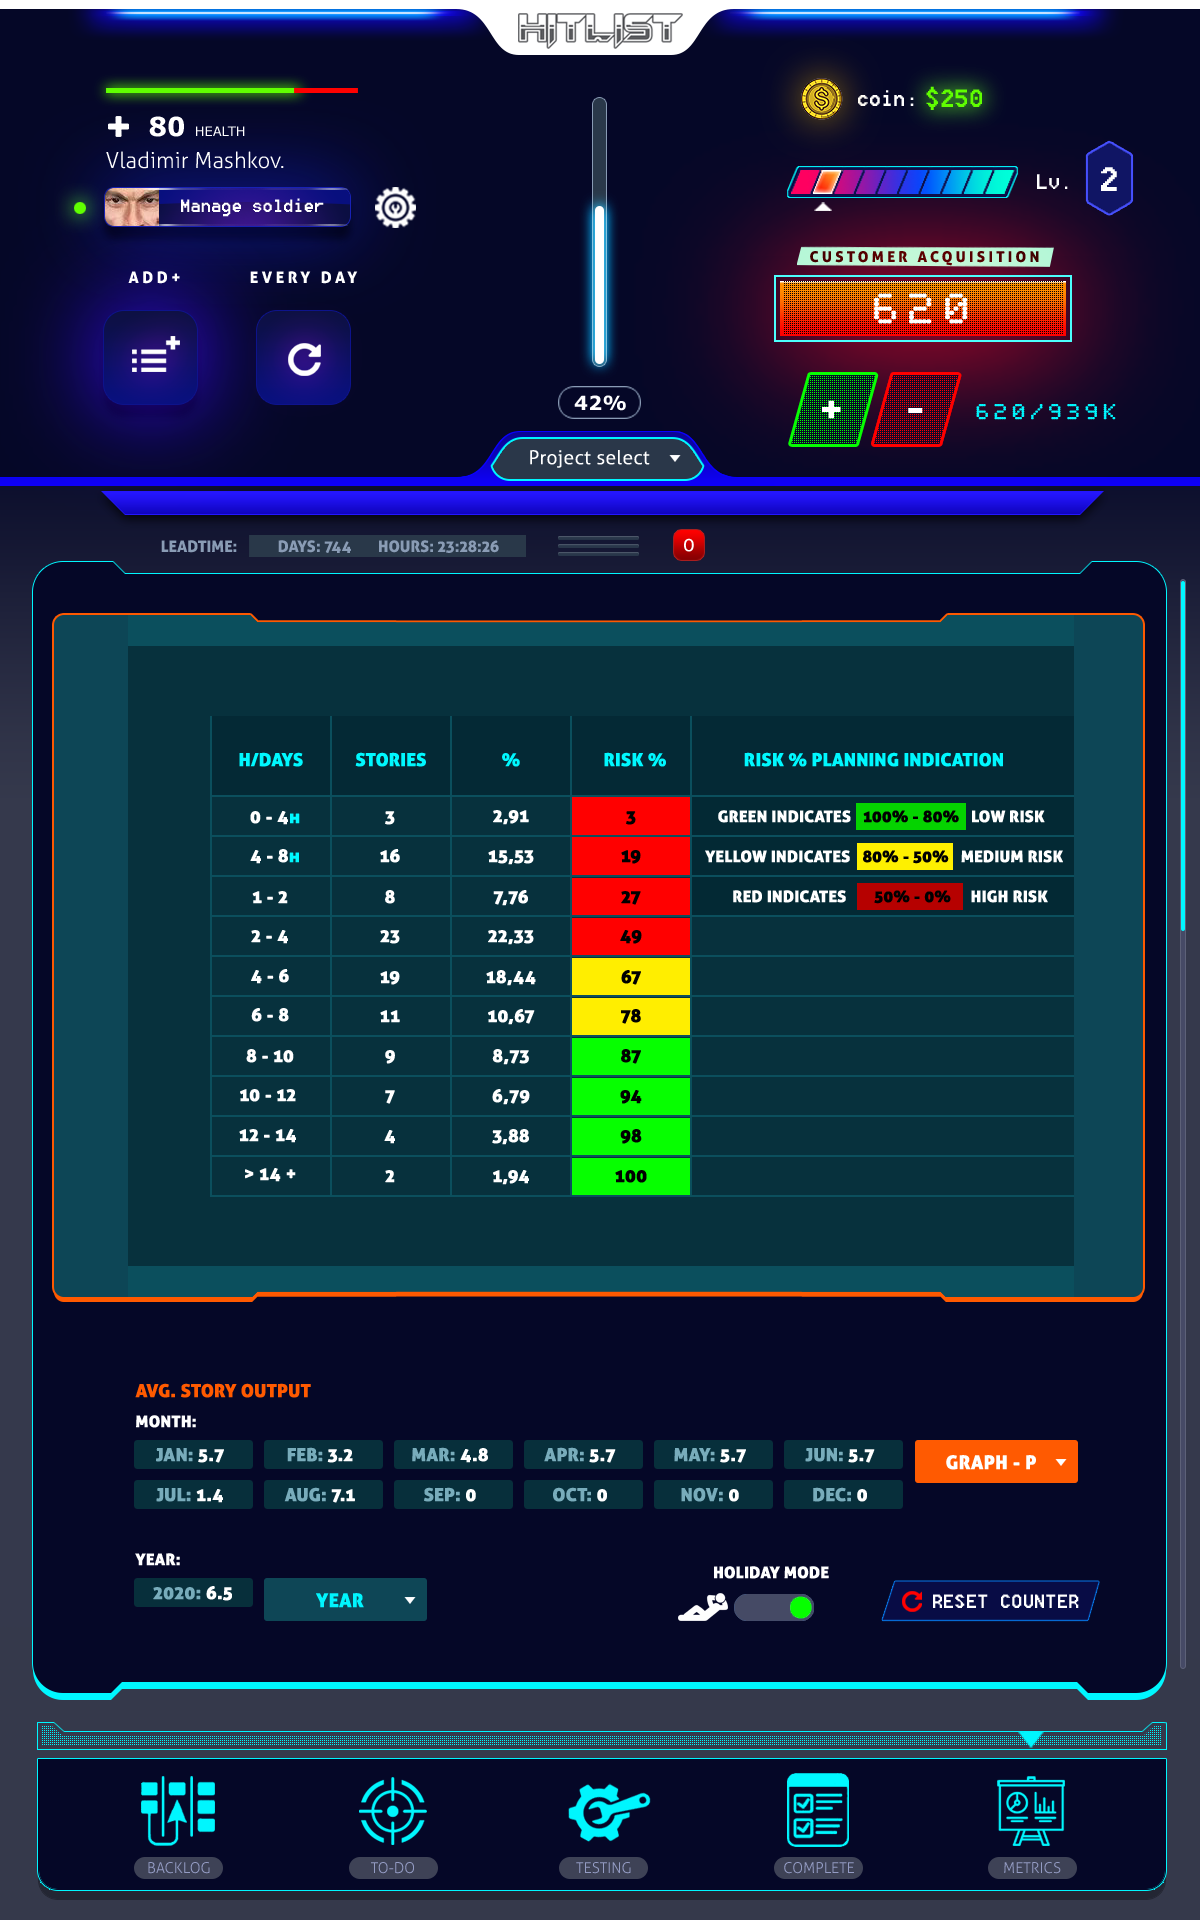 HITLIST
80 HEALTH
Vladimir Mashkov.
Manage soldier
ADD+
EVERY DAY
42%
Project select
coin: $250
Lv. 2
CUSTOMER ACQUISITION
620
+ -
620/939K
LEADTIME: DAYS: 744 HOURS: 23:28:26 0
H/DAYS STORIES % RISK % RISK % PLANNING INDICATION
0 - 4H 3 2,91 3 GREEN INDICATES 100% - 80% LOW RISK
4 - 8H 16 15,53 19 YELLOW INDICATES 80% - 50% MEDIUM RISK
1 - 2 8 7,76 27 RED INDICATES 50% - 0% HIGH RISK
2 - 4 23 22,33 49
4 - 6 19 18,44 67
6 - 8 11 10,67 78
8 - 10 9 8,73 87
10 - 12 7 6,79 94
12 - 14 4 3,88 98
> 14 + 2 1,94 100
AVG. STORY OUTPUT
MONTH:
JAN: 5.7 FEB: 3.2 MAR: 4.8 APR: 5.7 MAY: 5.7 JUN: 5.7 GRAPH - P
JUL: 1.4 AUG: 7.1 SEP: 0 OCT: 0 NOV: 0 DEC: 0
YEAR:
2020: 6.5 YEAR
HOLIDAY MODE
RESET COUNTER
BACKLOG TO-DO TESTING COMPLETE METRICS